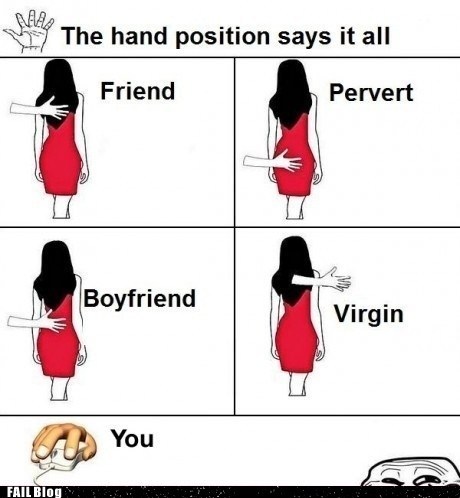 The hand position says it all
Friend
Pervert
Boyfriend
Virgin
You
FAIL Blog